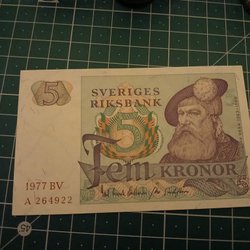 5
SVERIGES
RIKSBANK
5
Fem KRONOR
1977 BV
A 264922